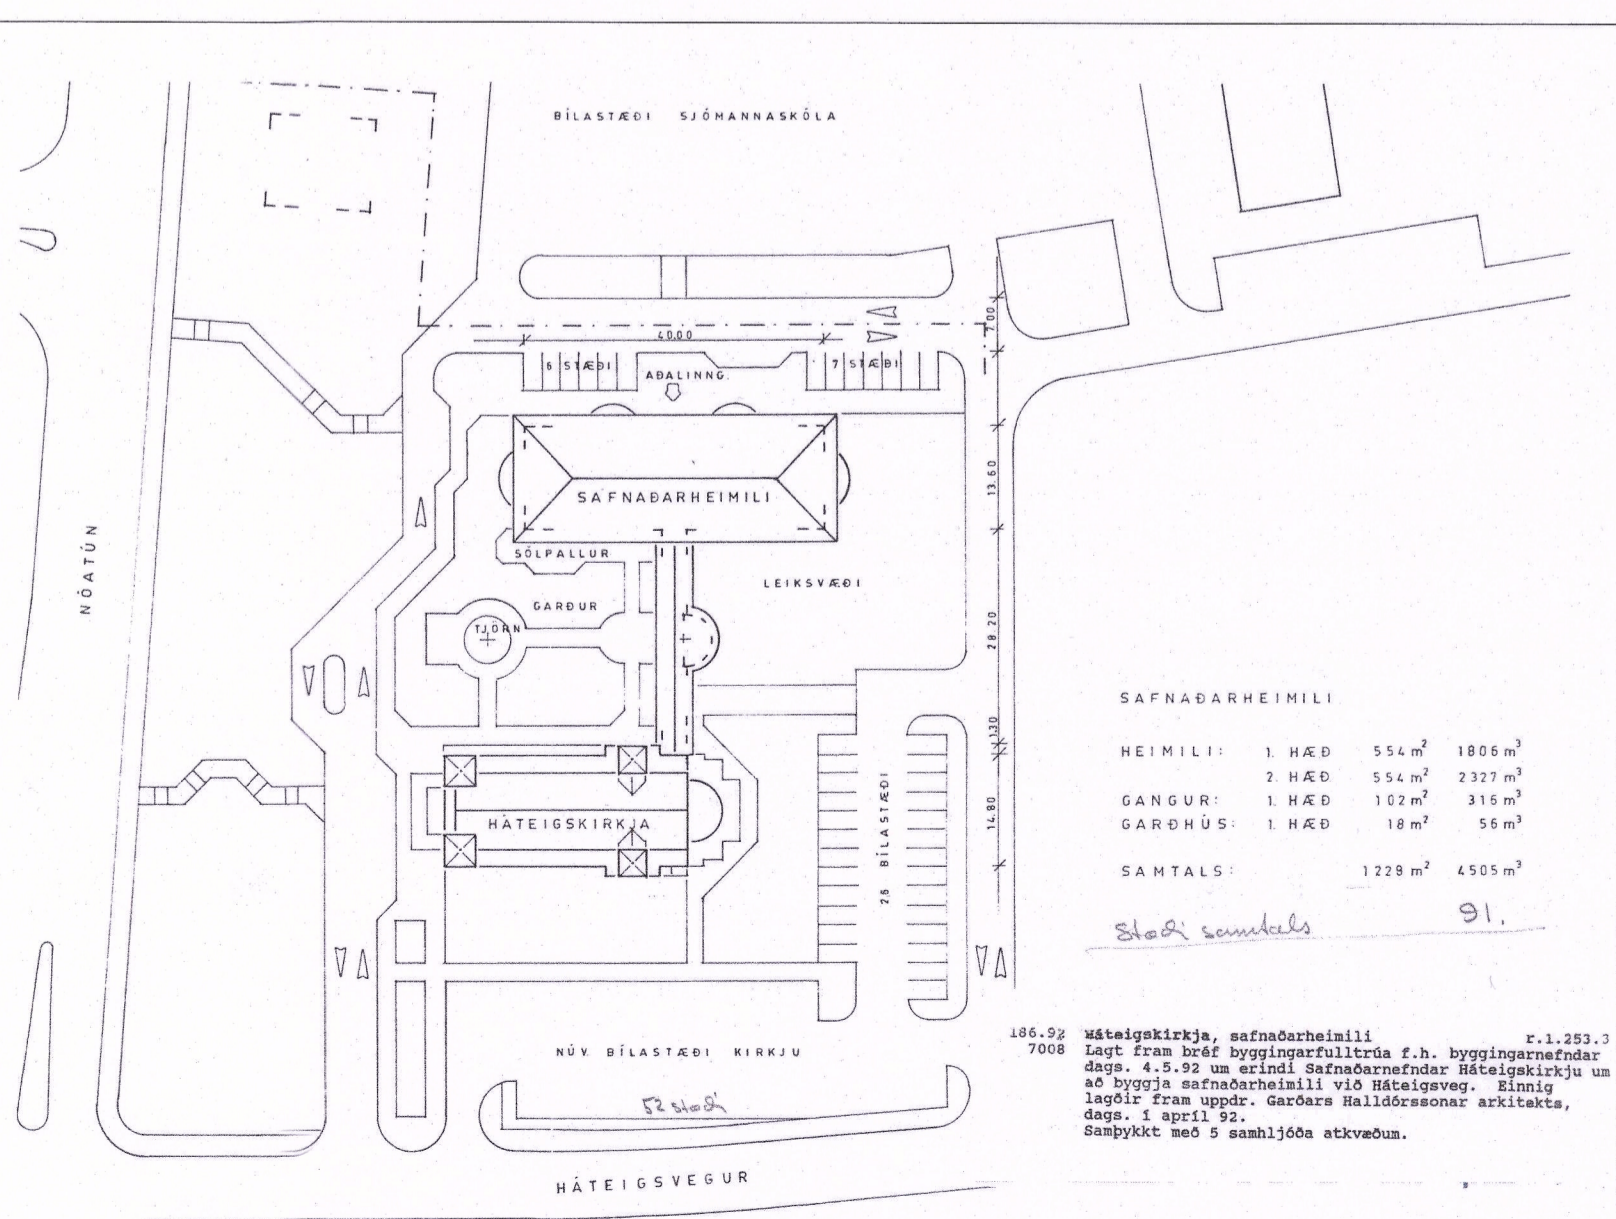 BÍLASTÆÐI SJÓMANNASKÓLA
7.00
40.00
6 STÆÐI
7 STÆÐI
AÐALINNG.
13.60
SAFNAÐARHEIMILI
SÓLPALLUR
LEIKSVÆÐI
NÓATÚN
GARÐUR
TJÖRN
28.20
SAFNAÐARHEIMILI
1.30
HEIMILI: 1. HÆÐ 554 m² 1806 m³
2. HÆÐ 554 m² 2327 m³
GANGUR: 1. HÆÐ 102 m² 316 m³
GARÐHÚS: 1. HÆÐ 18 m² 56 m³
14.80
HÁTEIGSKIRKJA
26 BÍLASTÆÐI
SAMTALS: 1229 m² 4505 m³
Stæði samtals 91.
186.92 Háteigskirkja, safnaðarheimili r.1.253.3
7008 Lagt fram bréf byggingarfulltrúa f.h. byggingarnefndar
dags. 4.5.92 um erindi Safnaðarnefndar Háteigskirkju um
að byggja safnaðarheimili við Háteigsveg. Einnig
lagðir fram uppdr. Garðars Halldórssonar arkitekts,
dags. í apríl 92.
Samþykkt með 5 samhljóða atkvæðum.
NÚV. BÍLASTÆÐI KIRKJU
52 stæði
HÁTEIGSVEGUR